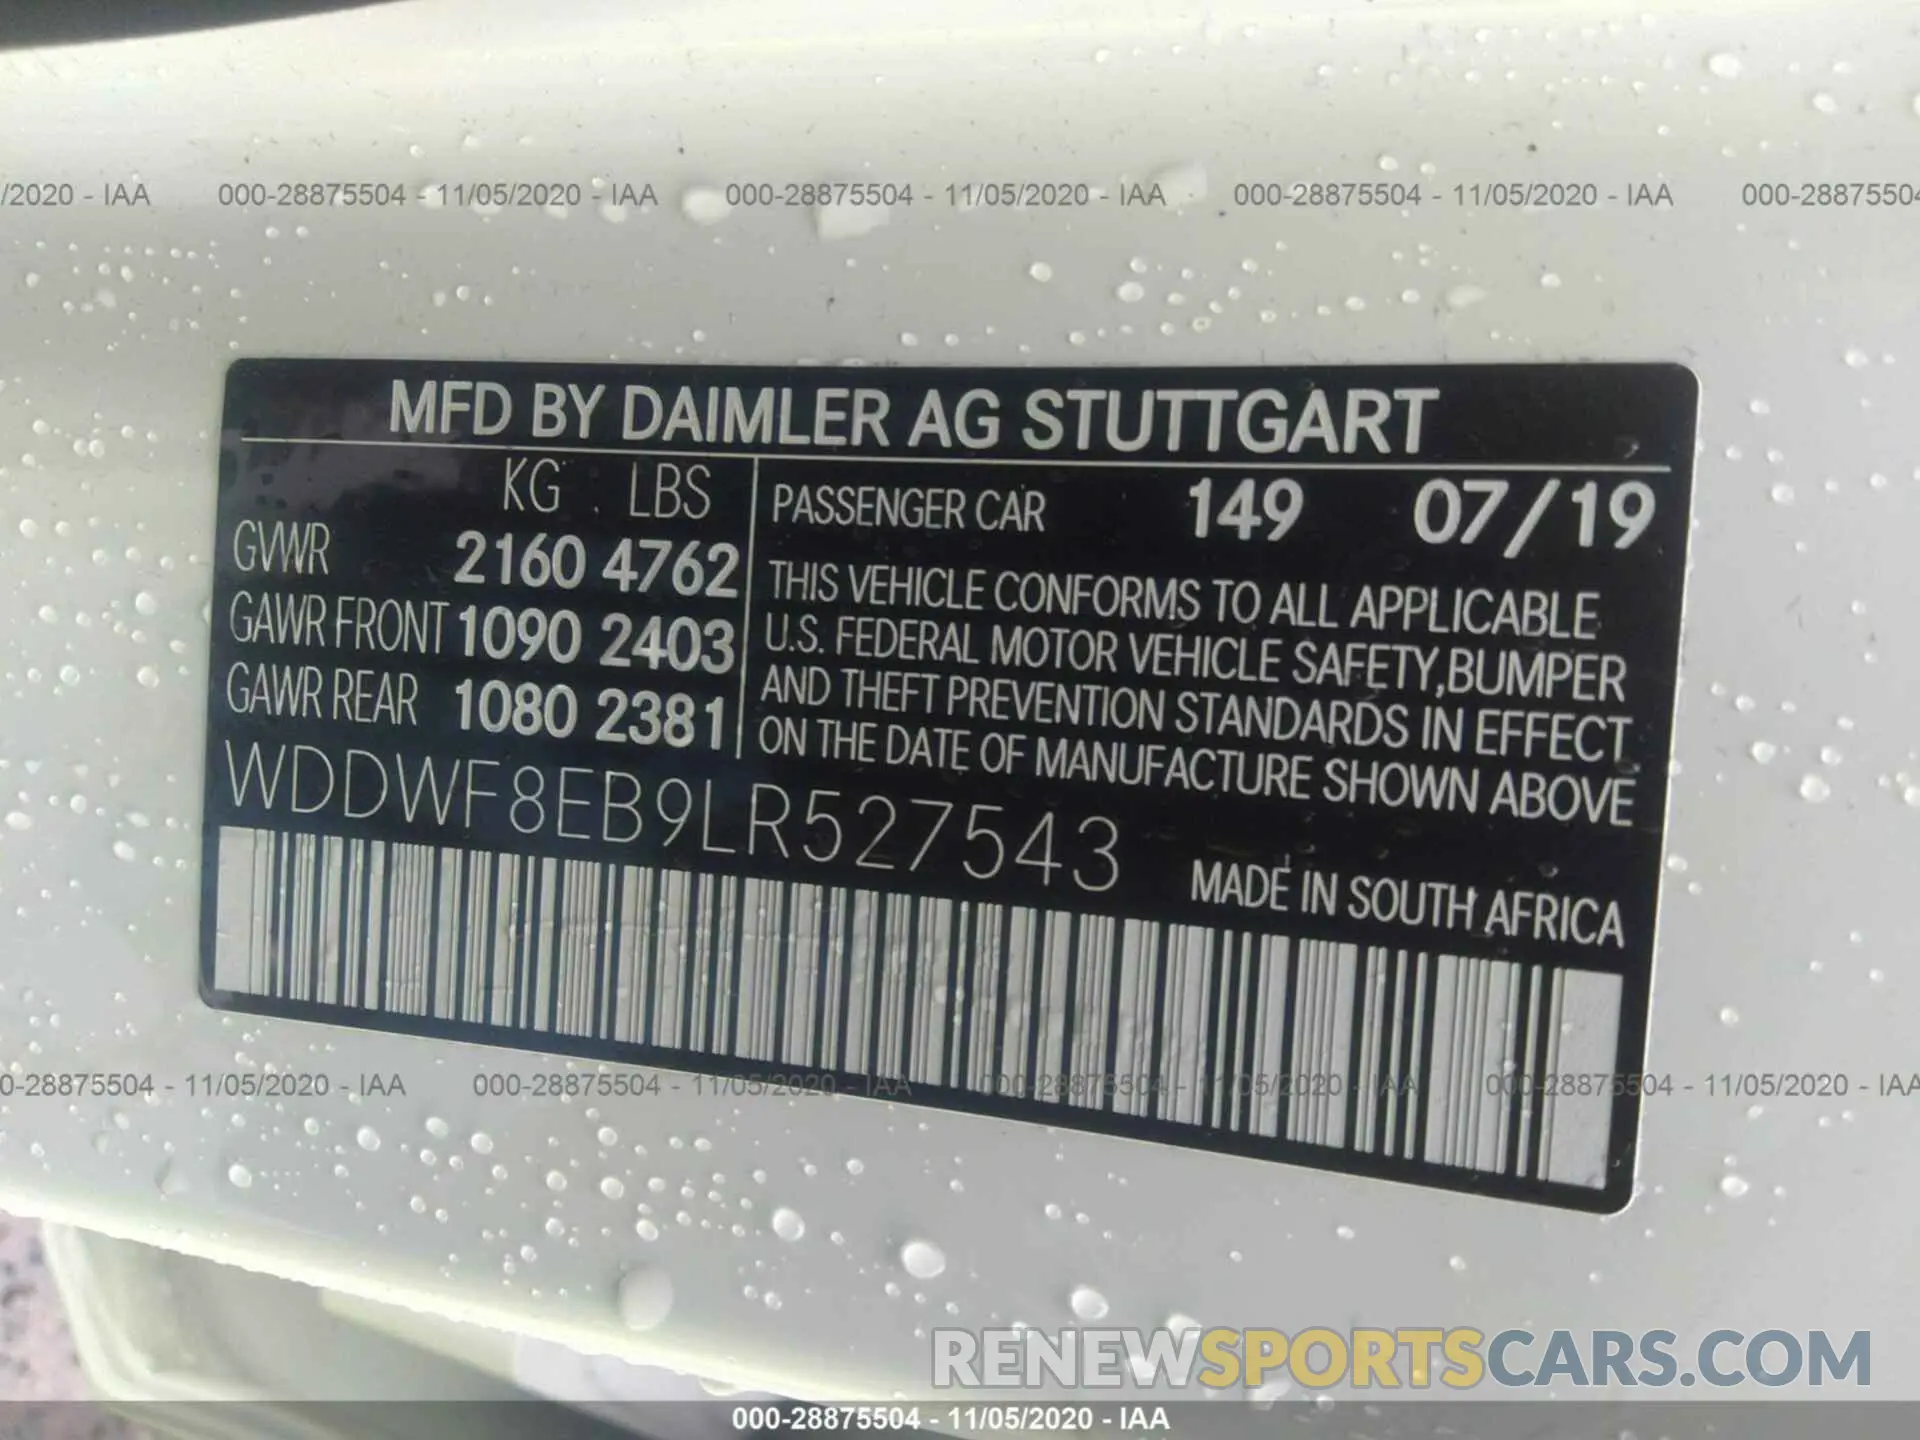 /2020 - IAA 000-28875504 - 11/05/2020 - IAA 000-28875504 - 11/05/2020 - IAA 000-28875504 - 11/05/2020 - IAA 000-28875504
MFD BY DAIMLER AG STUTTGART
KG LBS
GVWR 2160 4762
GAWR FRONT 1090 2403
GAWR REAR 1080 2381
PASSENGER CAR 149 07/19
THIS VEHICLE CONFORMS TO ALL APPLICABLE
U.S. FEDERAL MOTOR VEHICLE SAFETY,BUMPER
AND THEFT PREVENTION STANDARDS IN EFFECT
ON THE DATE OF MANUFACTURE SHOWN ABOVE
WDDWF8EB9LR527543
MADE IN SOUTH AFRICA
0-28875504 - 11/05/2020 - IAA 000-28875504 - 11/05/2020 - IAA 000-28875504 - 11/05/2020 - IAA 000-28875504 - 11/05/2020 - IAA
RENEWSPORTSCARS.COM
000-28875504 - 11/05/2020 - IAA